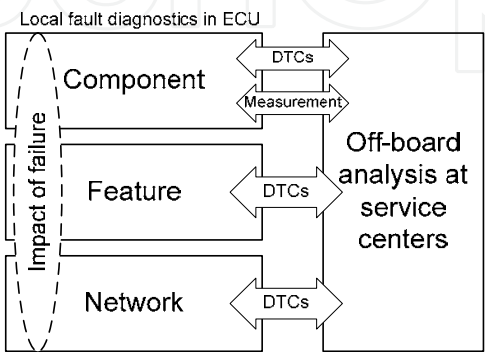 Local fault diagnostics in ECU
Component
DTCs
Measurement
Impact of failure
Feature
DTCs
Off-board
analysis at
service
centers
Network
DTCs